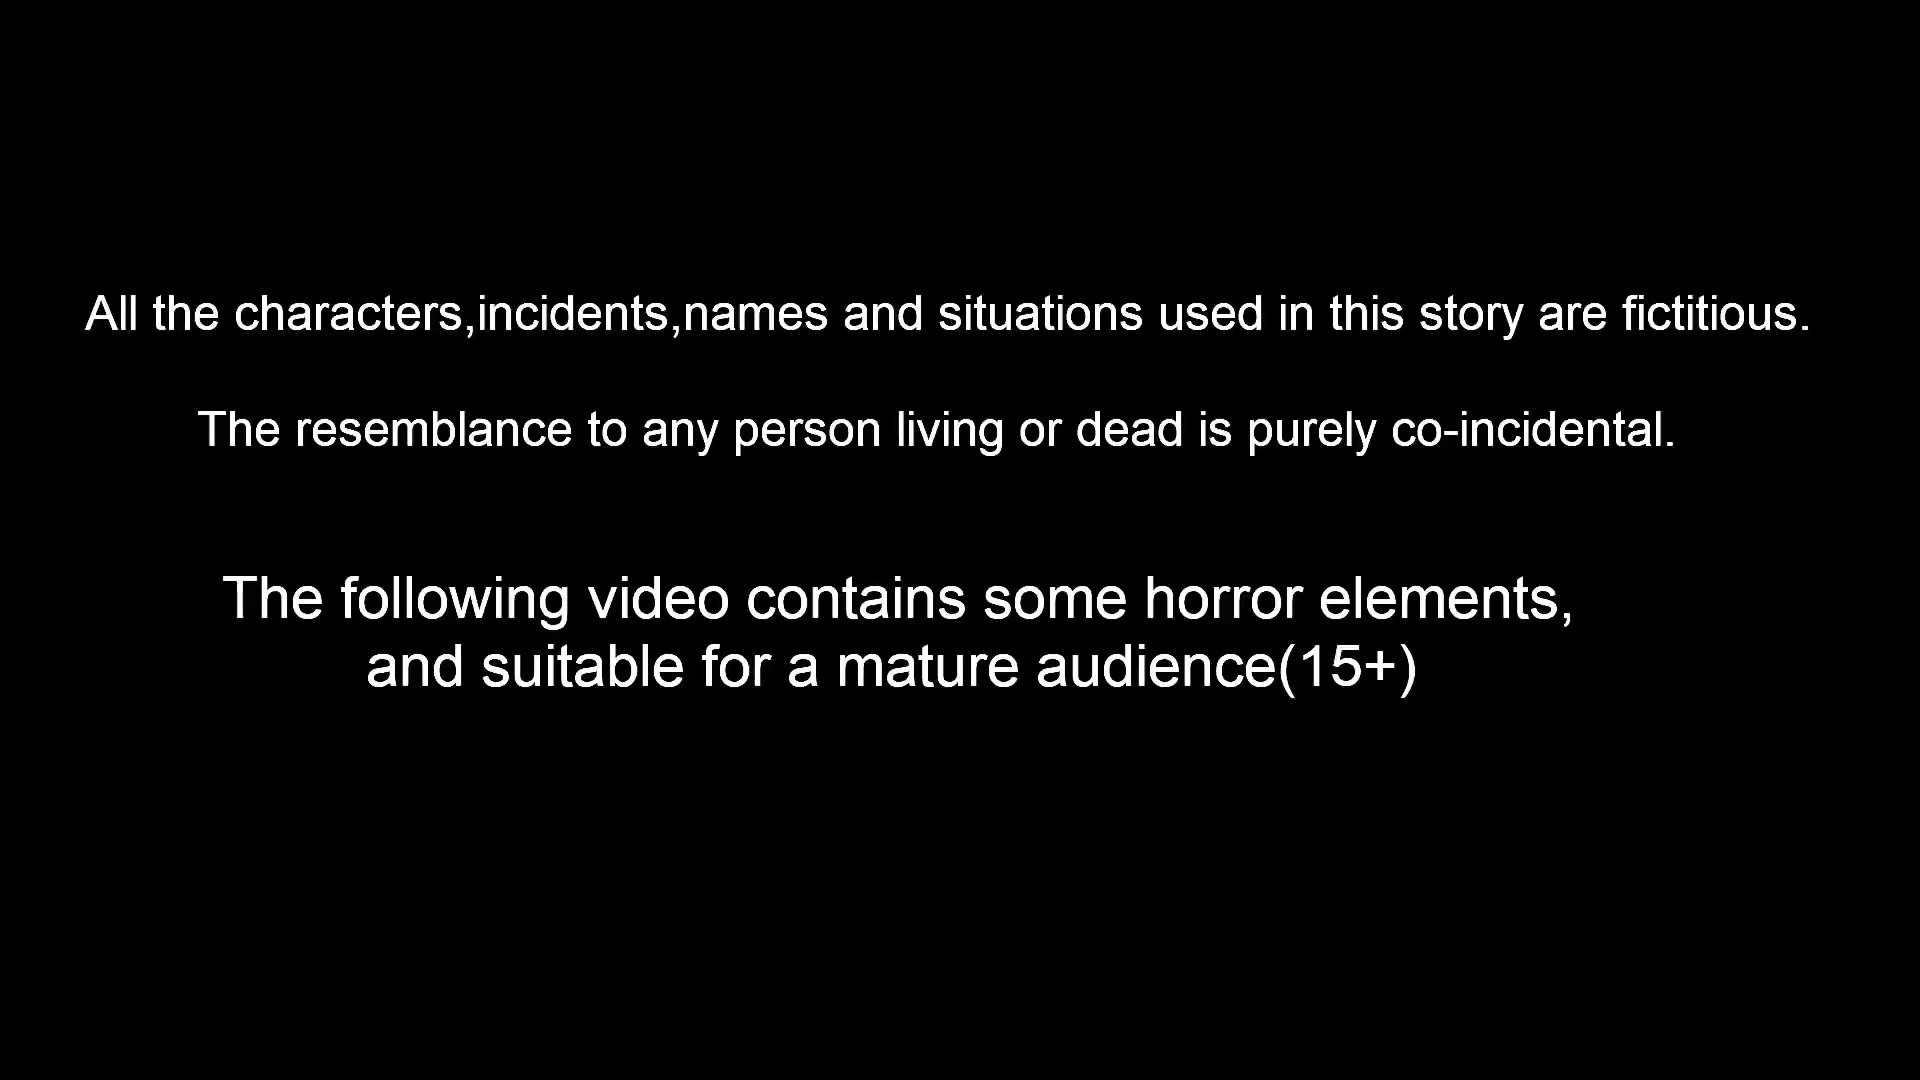 All the characters,incidents,names and situations used in this story are fictitious.
The resemblance to any person living or dead is purely co-incidental.
The following video contains some horror elements,
and suitable for a mature audience(15+)